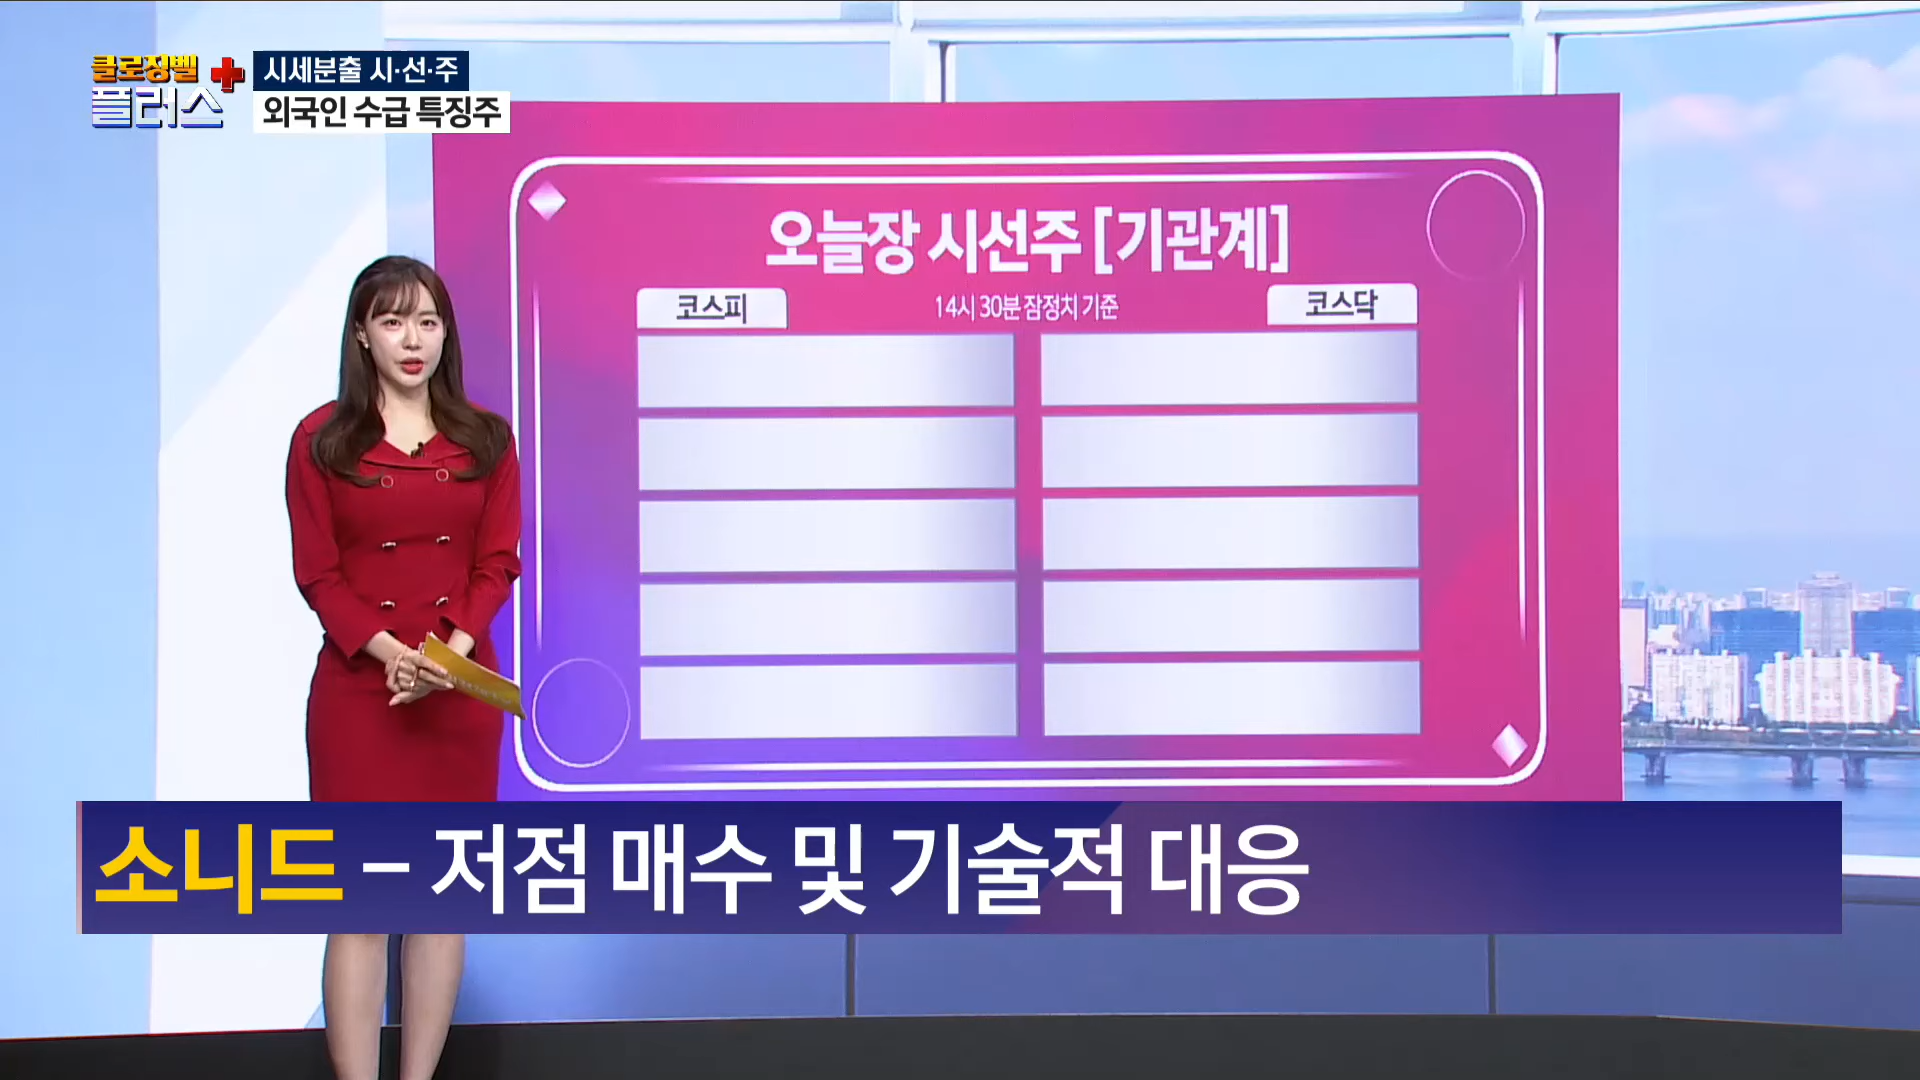 클로징벨
플러스
시세분출 시·선·주
외국인 수급 특징주
오늘장 시선주 [기관계]
코스피
14시 30분 잠정치 기준
코스닥
소니드 - 저점 매수 및 기술적 대응